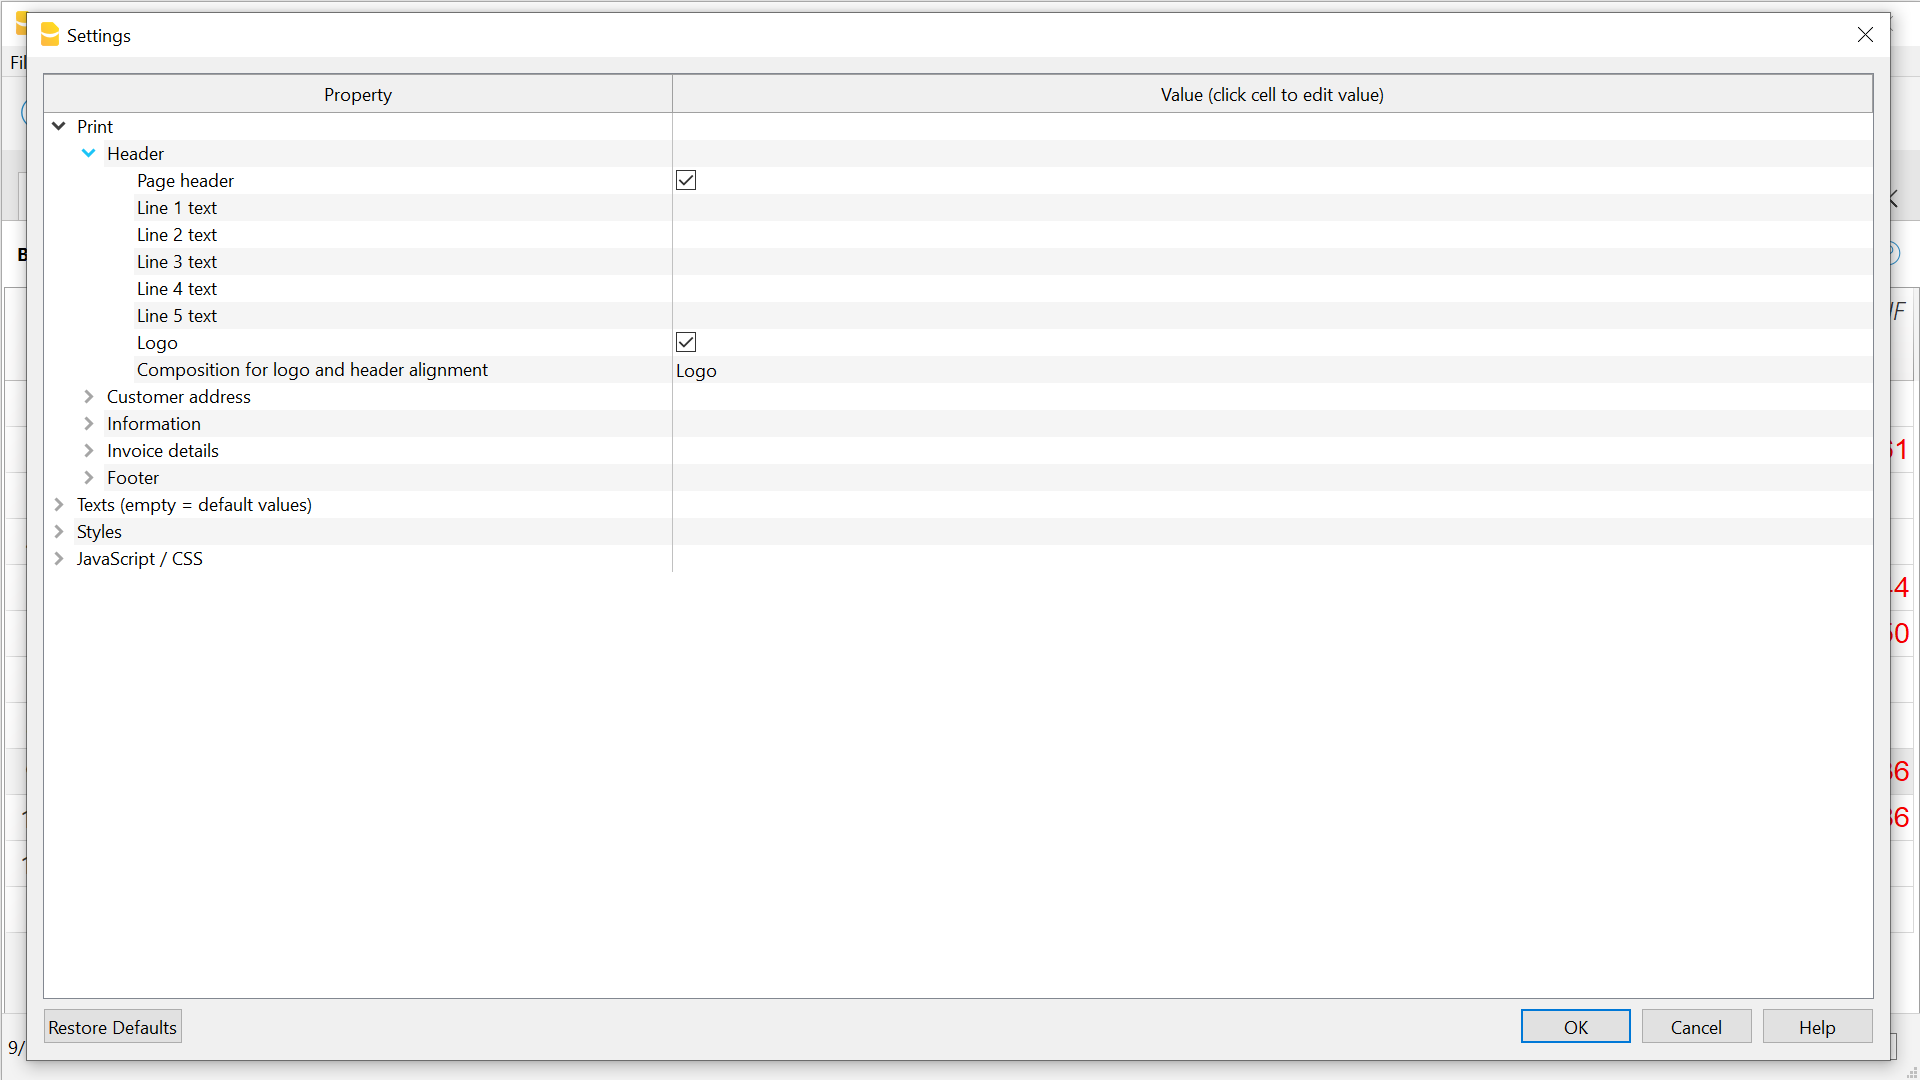 Settings
Property
Value (click cell to edit value)
Print
Header
Page header
Line 1 text
Line 2 text
Line 3 text
Line 4 text
Line 5 text
Logo
Composition for logo and header alignment
Logo
Customer address
Information
Invoice details
Footer
Texts (empty = default values)
Styles
JavaScript / CSS
Restore Defaults
OK
Cancel
Help
9/